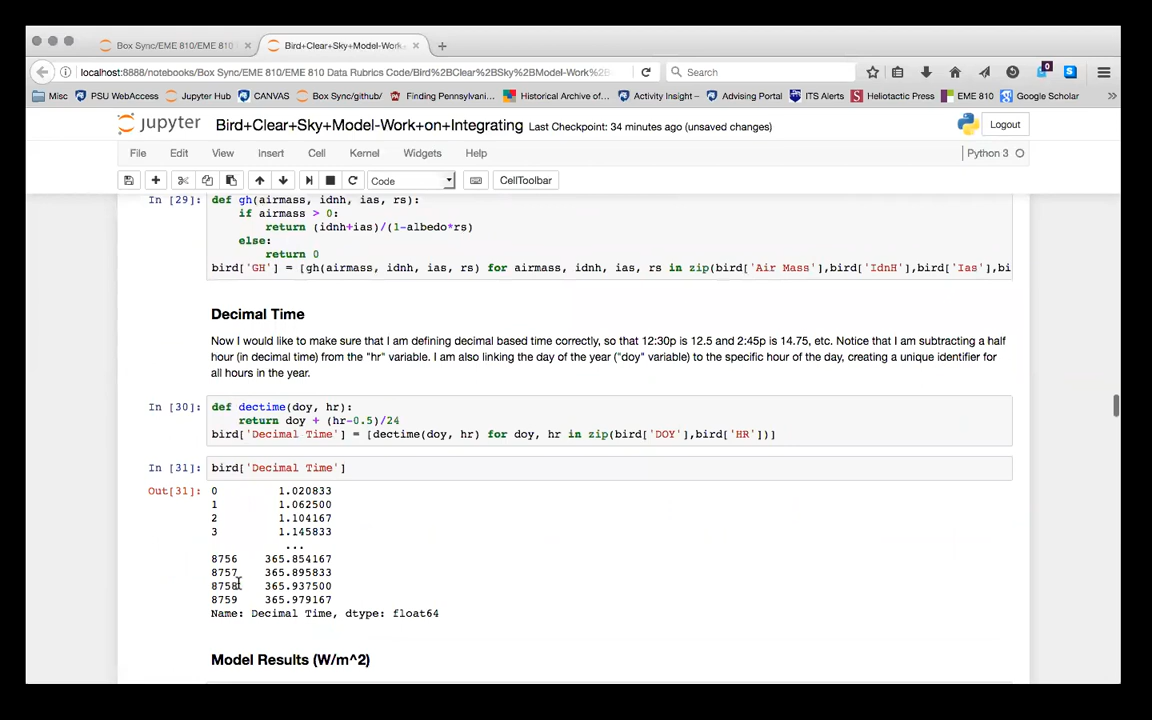 Box Sync/EME 810/EME 810
Bird+Clear+Sky+Model-Work
localhost:8888/notebooks/Box Sync/EME 810/EME 810 Data Rubrics Code/Bird%2BClear%2BSky%2BModel-Work%2B
Search
0
Misc PSU WebAccess Jupyter Hub CANVAS Box Sync/github/ Finding Pennsylvani... Historical Archive of... Activity Insight – Advising Portal ITS Alerts Heliotactic Press EME 810 Google Scholar
jupyter Bird+Clear+Sky+Model-Work+on+Integrating Last Checkpoint: 34 minutes ago (unsaved changes) Logout
File Edit View Insert Cell Kernel Widgets Help Python 3
Code CellToolbar
In [29]: def gh(airmass, idnh, ias, rs):
if airmass > 0:
return (idnh+ias)/(1-albedo*rs)
else:
return 0
bird['GH'] = [gh(airmass, idnh, ias, rs) for airmass, idnh, ias, rs in zip(bird['Air Mass'],bird['IdnH'],bird['Ias'],bi
Decimal Time
Now I would like to make sure that I am defining decimal based time correctly, so that 12:30p is 12.5 and 2:45p is 14.75, etc. Notice that I am subtracting a half
hour (in decimal time) from the "hr" variable. I am also linking the day of the year ("doy" variable) to the specific hour of the day, creating a unique identifier for
all hours in the year.
In [30]: def dectime(doy, hr):
return doy + (hr-0.5)/24
bird['Decimal Time'] = [dectime(doy, hr) for doy, hr in zip(bird['DOY'],bird['HR'])]
In [31]: bird['Decimal Time']
Out[31]: 0 1.020833
1 1.062500
2 1.104167
3 1.145833
...
8756 365.854167
8757 365.895833
8758 365.937500
8759 365.979167
Name: Decimal Time, dtype: float64
Model Results (W/m^2)